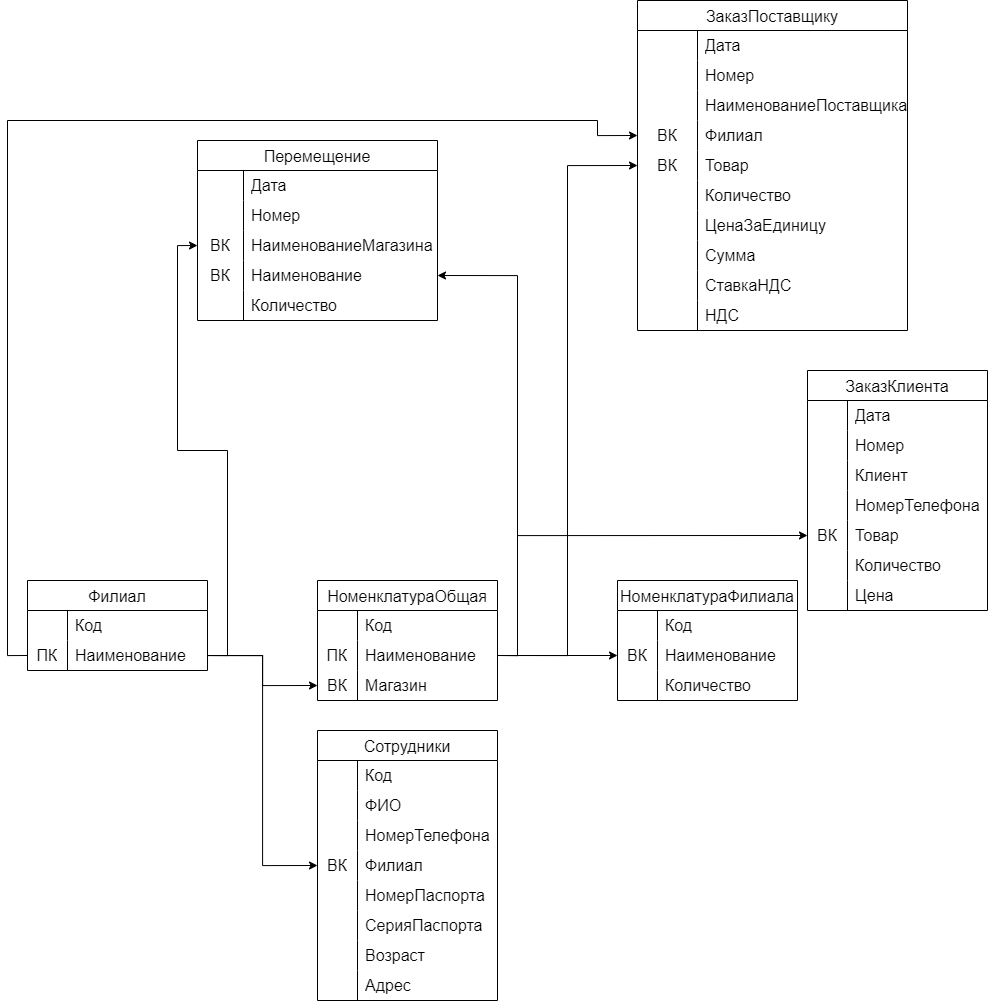 ЗаказПоставщику
Дата
Номер
НаименованиеПоставщика
ВК Филиал
ВК Товар
Количество
ЦенаЗаЕдиницу
Сумма
СтавкаНДС
НДС
Перемещение
Дата
Номер
ВК НаименованиеМагазина
ВК Наименование
Количество
ЗаказКлиента
Дата
Номер
Клиент
НомерТелефона
ВК Товар
Количество
Цена
Филиал
Код
ПК Наименование
НоменклатураОбщая
Код
ПК Наименование
ВК Магазин
НоменклатураФилиала
Код
ВК Наименование
Количество
Сотрудники
Код
ФИО
НомерТелефона
ВК Филиал
НомерПаспорта
СерияПаспорта
Возраст
Адрес